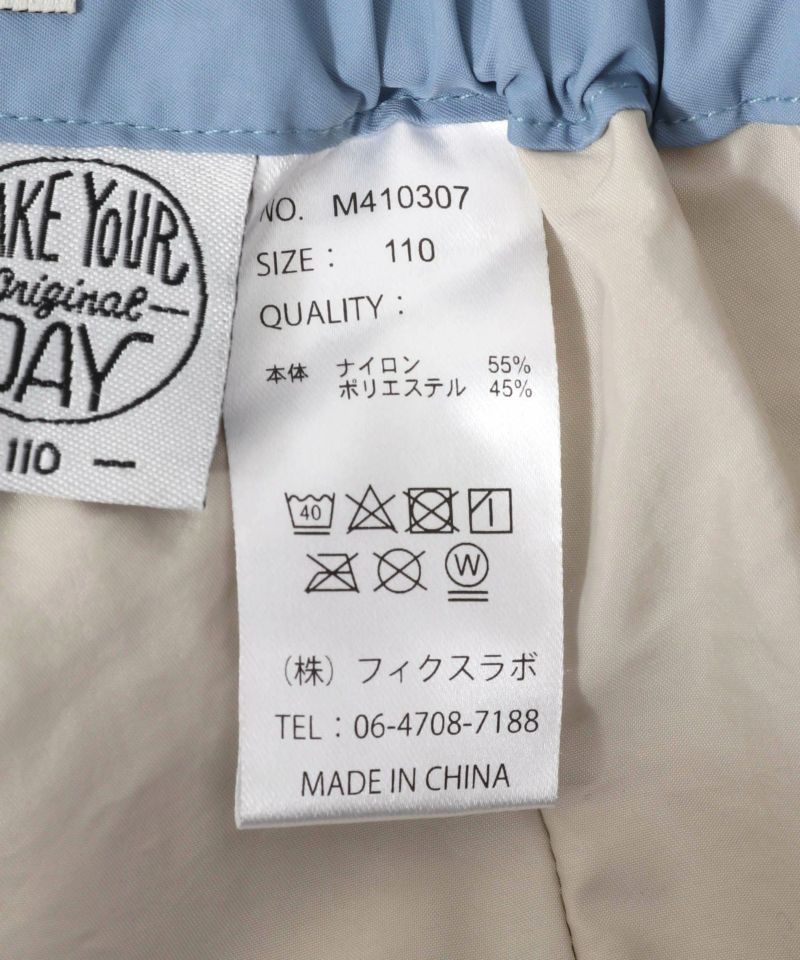 AKE YOUR
Original
DAY
110
NO. M410307
SIZE： 110
QUALITY：
本体 ナイロン 55%
ポリエステル 45%
40
W
（株）フィクスラボ
TEL：06-4708-7188
MADE IN CHINA